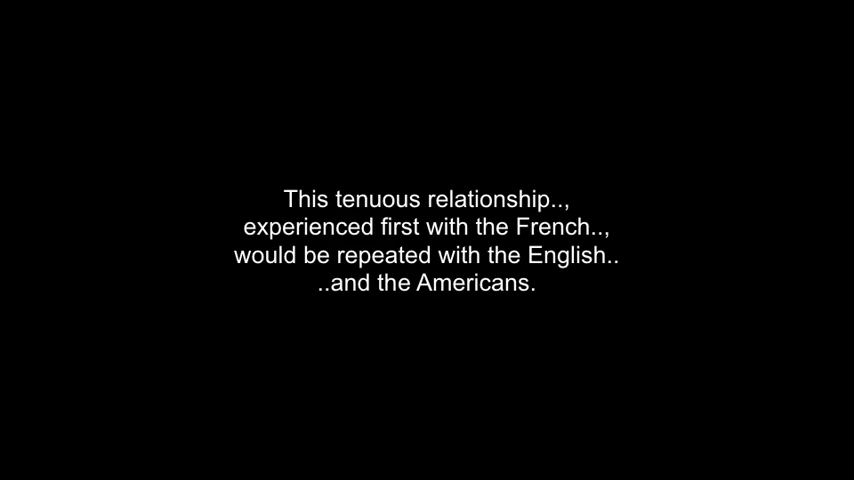 This tenuous relationship..,
experienced first with the French..,
would be repeated with the English..
..and the Americans.